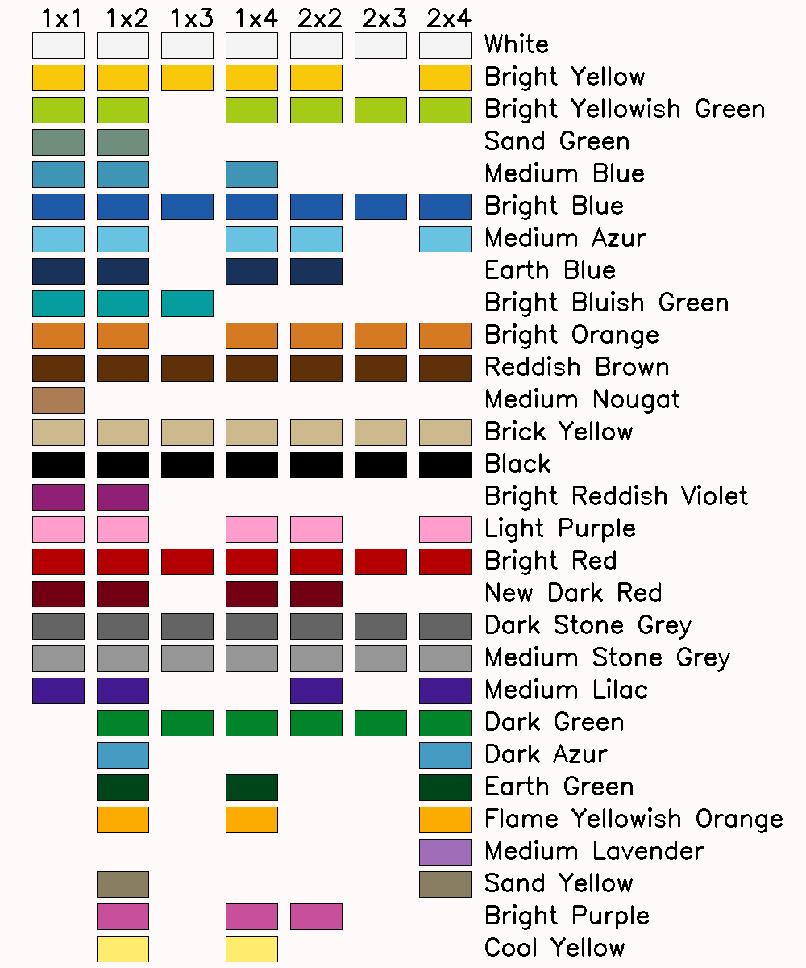 1x1 1x2 1x3 1x4 2x2 2x3 2x4
White
Bright Yellow
Bright Yellowish Green
Sand Green
Medium Blue
Bright Blue
Medium Azur
Earth Blue
Bright Bluish Green
Bright Orange
Reddish Brown
Medium Nougat
Brick Yellow
Black
Bright Reddish Violet
Light Purple
Bright Red
New Dark Red
Dark Stone Grey
Medium Stone Grey
Medium Lilac
Dark Green
Dark Azur
Earth Green
Flame Yellowish Orange
Medium Lavender
Sand Yellow
Bright Purple
Cool Yellow